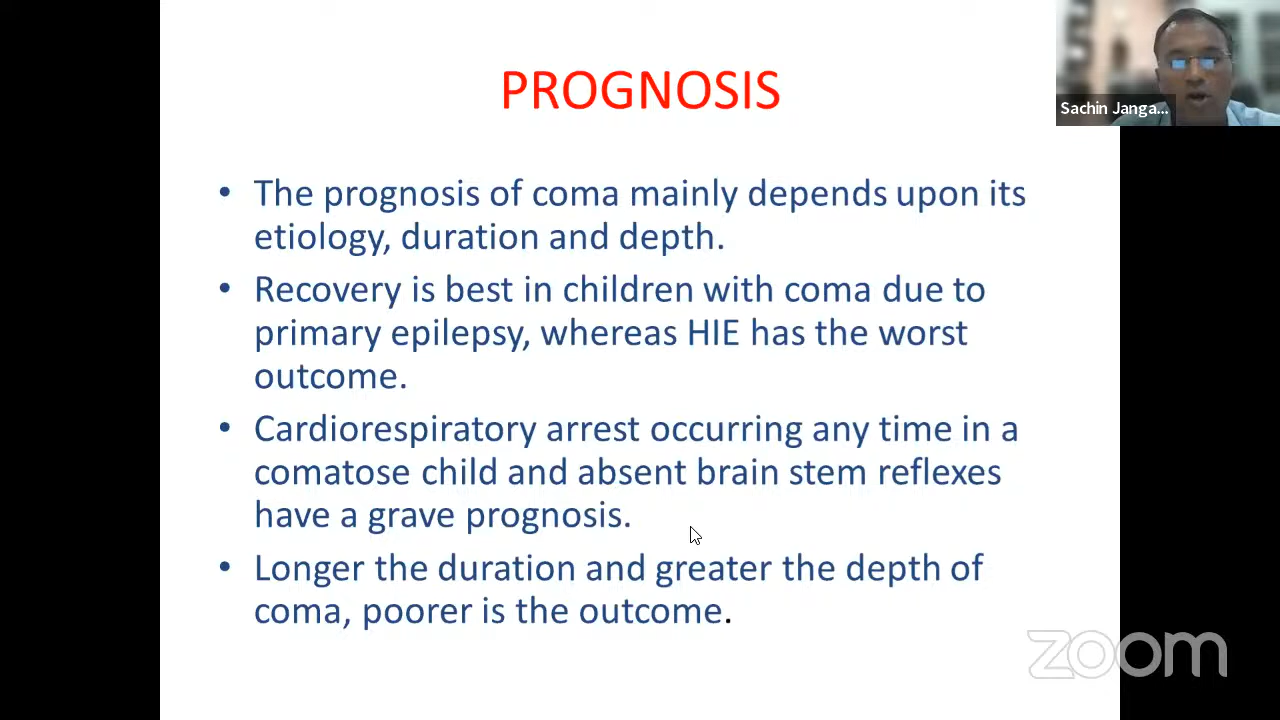 PROGNOSIS
Sachin Janga...
• The prognosis of coma mainly depends upon its
etiology, duration and depth.
• Recovery is best in children with coma due to
primary epilepsy, whereas HIE has the worst
outcome.
• Cardiorespiratory arrest occurring any time in a
comatose child and absent brain stem reflexes
have a grave prognosis.
• Longer the duration and greater the depth of
coma, poorer is the outcome.
zoom